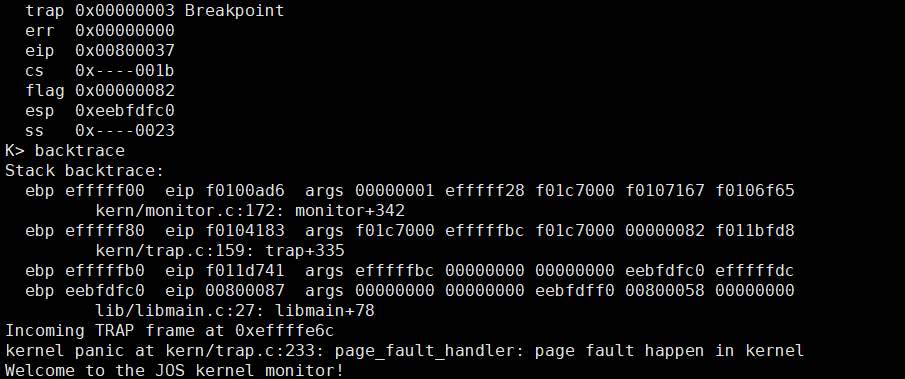 trap 0x00000003 Breakpoint
err 0x00000000
eip 0x00800037
cs 0x----001b
flag 0x00000082
esp 0xeebfdfc0
ss 0x----0023
K> backtrace
Stack backtrace:
ebp efffff00 eip f0100ad6 args 00000001 efffff28 f01c7000 f0107167 f0106f65
kern/monitor.c:172: monitor+342
ebp efffff80 eip f0104183 args f01c7000 efffffbc f01c7000 00000082 f011bfd8
kern/trap.c:159: trap+335
ebp efffffb0 eip f011d741 args efffffbc 00000000 00000000 eebfdfc0 efffffdc
ebp eebfdfc0 eip 00800087 args 00000000 00000000 eebfdff0 00800058 00000000
lib/libmain.c:27: libmain+78
Incoming TRAP frame at 0xeffffe6c
kernel panic at kern/trap.c:233: page_fault_handler: page fault happen in kernel
Welcome to the JOS kernel monitor!